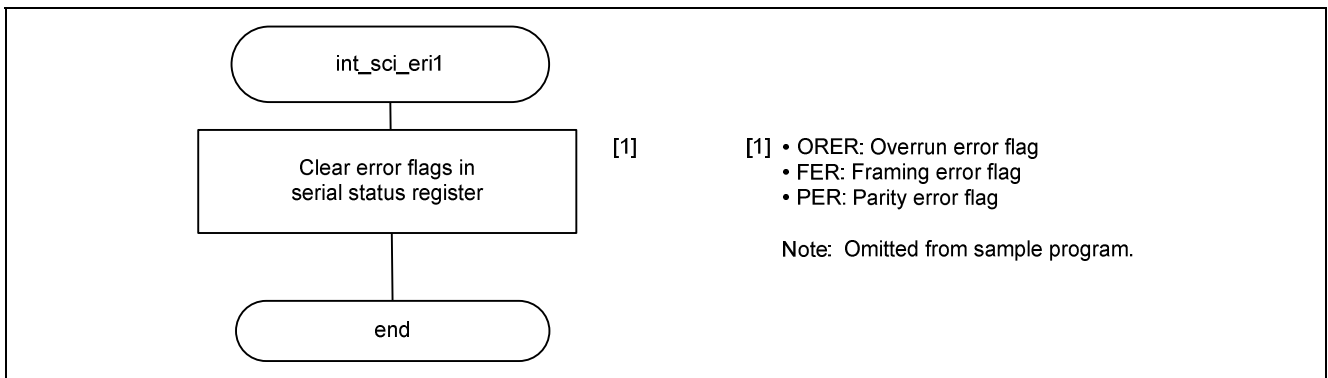 int_sci_eri1
Clear error flags in
serial status register
[1]
[1] • ORER: Overrun error flag
• FER: Framing error flag
• PER: Parity error flag
Note: Omitted from sample program.
end